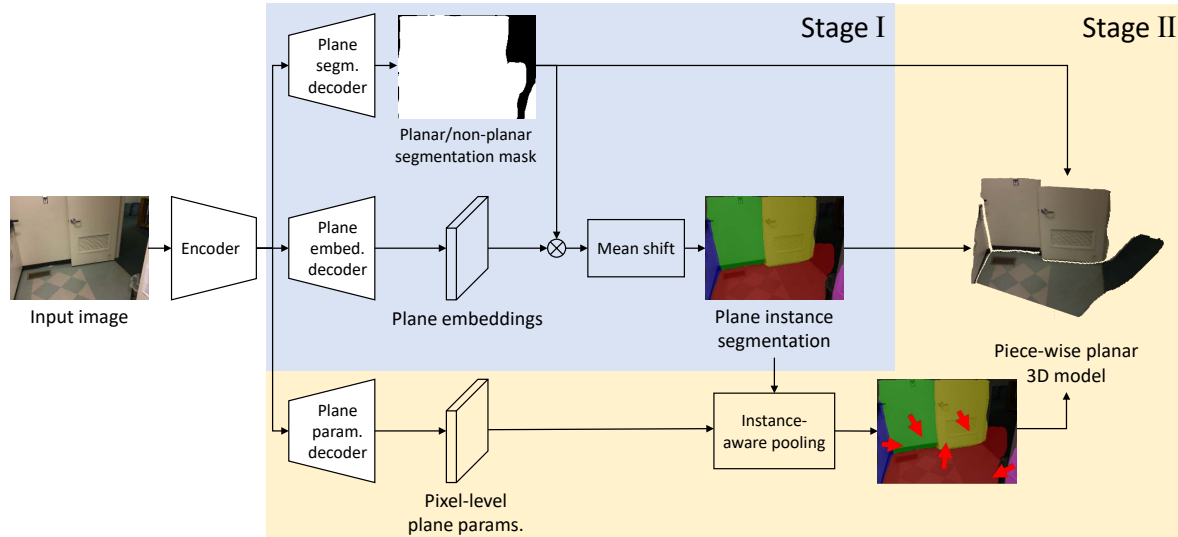 Stage I
Stage II
Plane
segm.
decoder
Planar/non-planar
segmentation mask
Input image
Encoder
Plane
embed.
decoder
Plane embeddings
Mean shift
Plane instance
segmentation
Piece-wise planar
3D model
Plane
param.
decoder
Pixel-level
plane params.
Instance-
aware pooling